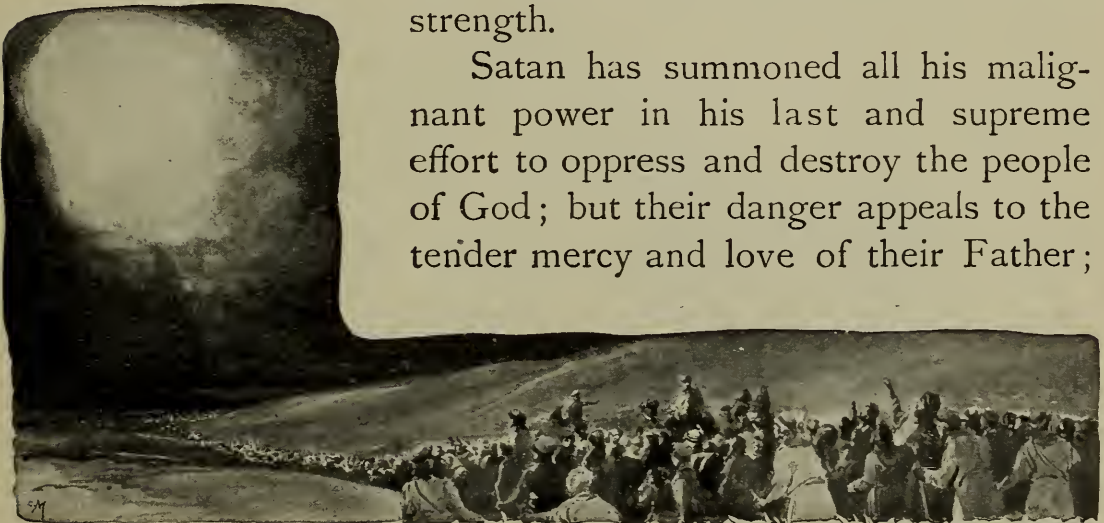 strength.
Satan has summoned all his malig-
nant power in his last and supreme
effort to oppress and destroy the people
of God; but their danger appeals to the
tender mercy and love of their Father;